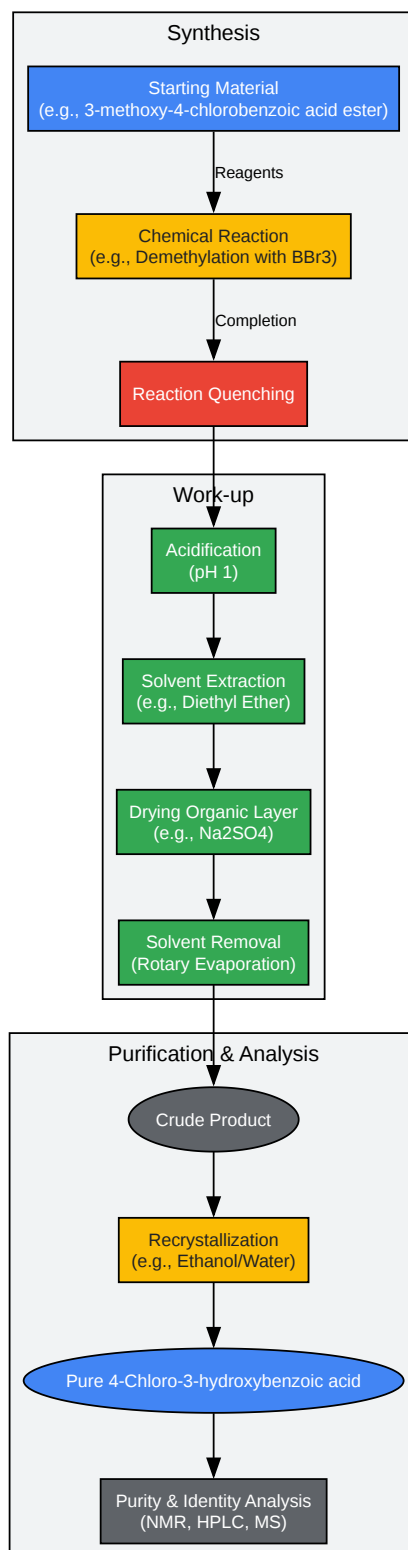 Synthesis
Starting Material
(e.g., 3-methoxy-4-chlorobenzoic acid ester)
Reagents
Chemical Reaction
(e.g., Demethylation with BBr3)
Completion
Reaction Quenching
Work-up
Acidification
(pH 1)
Solvent Extraction
(e.g., Diethyl Ether)
Drying Organic Layer
(e.g., Na2SO4)
Solvent Removal
(Rotary Evaporation)
Purification & Analysis
Crude Product
Recrystallization
(e.g., Ethanol/Water)
Pure 4-Chloro-3-hydroxybenzoic acid
Purity & Identity Analysis
(NMR, HPLC, MS)